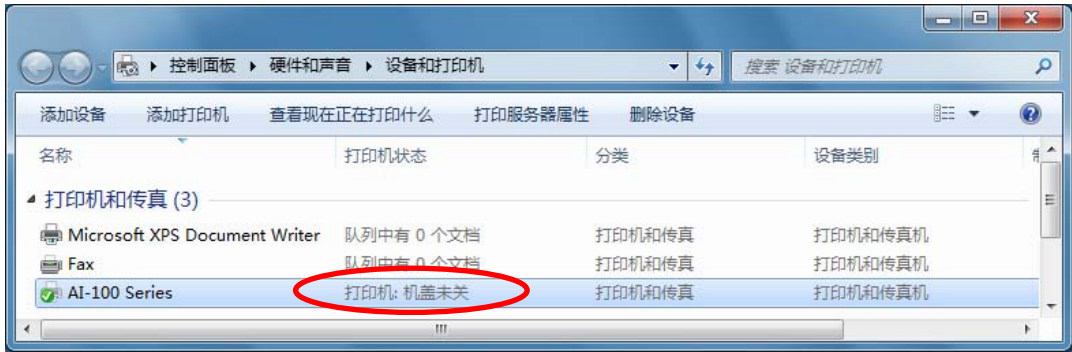 控制面板 硬件和声音 设备和打印机 搜索 设备和打印机
添加设备 添加打印机 查看现在正在打印什么 打印服务器属性 删除设备
名称 打印机状态 分类 设备类别
打印机和传真 (3)
Microsoft XPS Document Writer 队列中有 0 个文档 打印机和传真 打印机和传真机
Fax 队列中有 0 个文档 打印机和传真 打印机和传真机
AI-100 Series 打印机: 机盖未关 打印机和传真 打印机和传真机